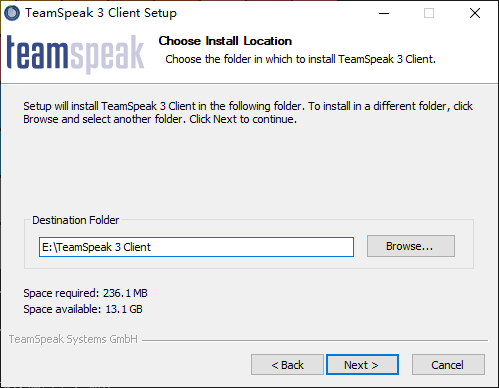 TeamSpeak 3 Client Setup
teamspeak
Choose Install Location
Choose the folder in which to install TeamSpeak 3 Client.
Setup will install TeamSpeak 3 Client in the following folder. To install in a different folder, click
Browse and select another folder. Click Next to continue.
Destination Folder
E:\TeamSpeak 3 Client
Browse...
Space required: 236.1 MB
Space available: 13.1 GB
TeamSpeak Systems GmbH
< Back
Next >
Cancel